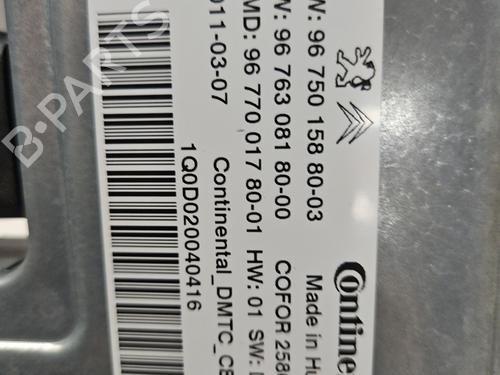 W: 96 750 158 80-03 Made in Hu
W: 96 763 081 80-00 COFOR 258
MD: 96 770 017 80-01 HW: 01 SW:
011-03-07 Continental_DMTC_CE
1Q0D020040416
Contine
B-PARTS